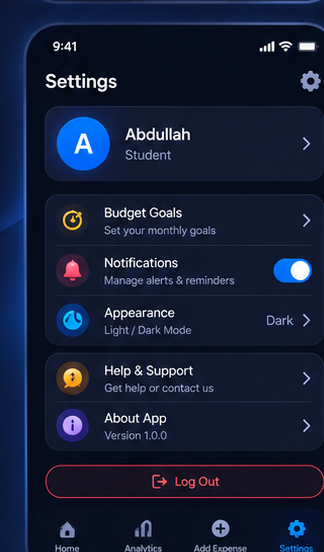 9:41
Settings
A
Abdullah
Student
Budget Goals
Set your monthly goals
Notifications
Manage alerts & reminders
Appearance
Light / Dark Mode
Dark
Help & Support
Get help or contact us
About App
Version 1.0.0
Log Out
Home
Analytics
Add Expense
Settings